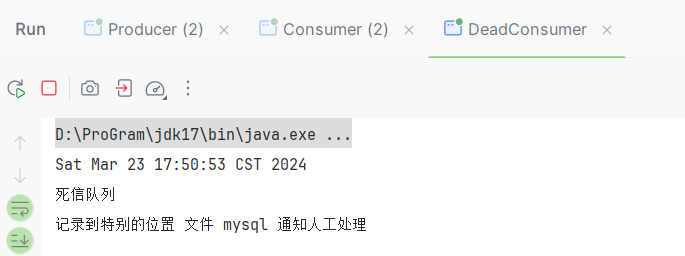 Run Producer (2) Consumer (2) DeadConsumer
D:\ProGram\jdk17\bin\java.exe ...
Sat Mar 23 17:50:53 CST 2024
死信队列
记录到特别的位置 文件 mysql 通知人工处理